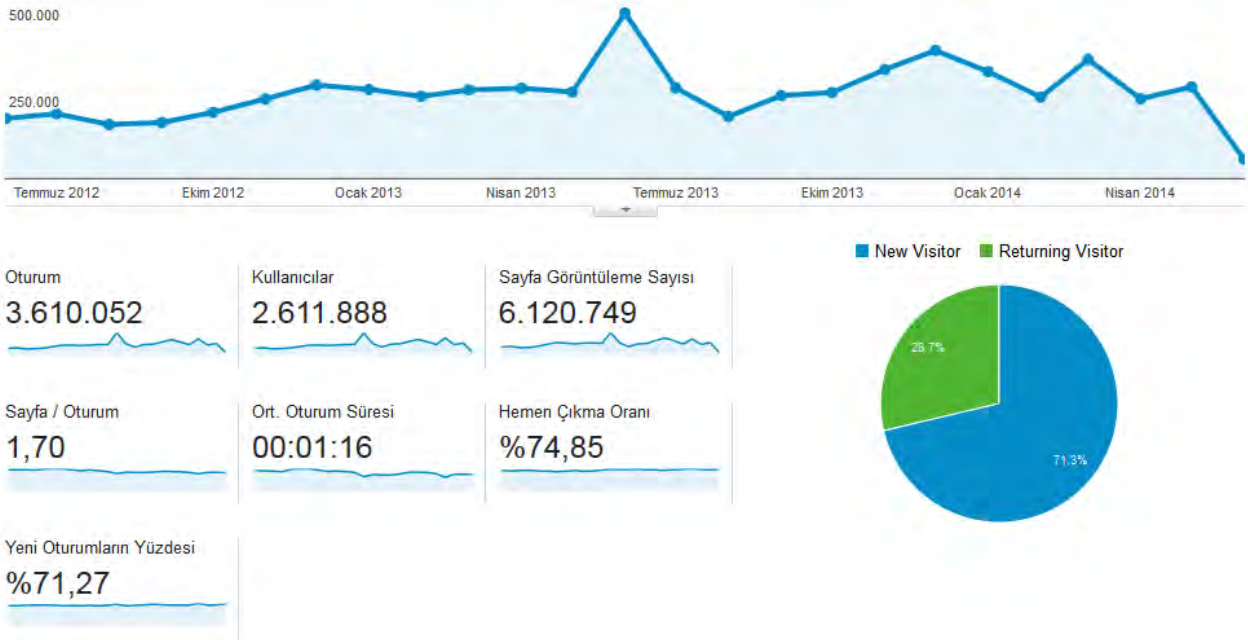 500.000
250.000
Temmuz 2012 Ekim 2012 Ocak 2013 Nisan 2013 Temmuz 2013 Ekim 2013 Ocak 2014 Nisan 2014
New Visitor Returning Visitor
Oturum Kullanıcılar Sayfa Görüntüleme Sayısı
3.610.052 2.611.888 6.120.749
28.7%
Sayfa / Oturum Ort. Oturum Süresi Hemen Çıkma Oranı
1,70 00:01:16 %74,85
71.3%
Yeni Oturumların Yüzdesi
%71,27